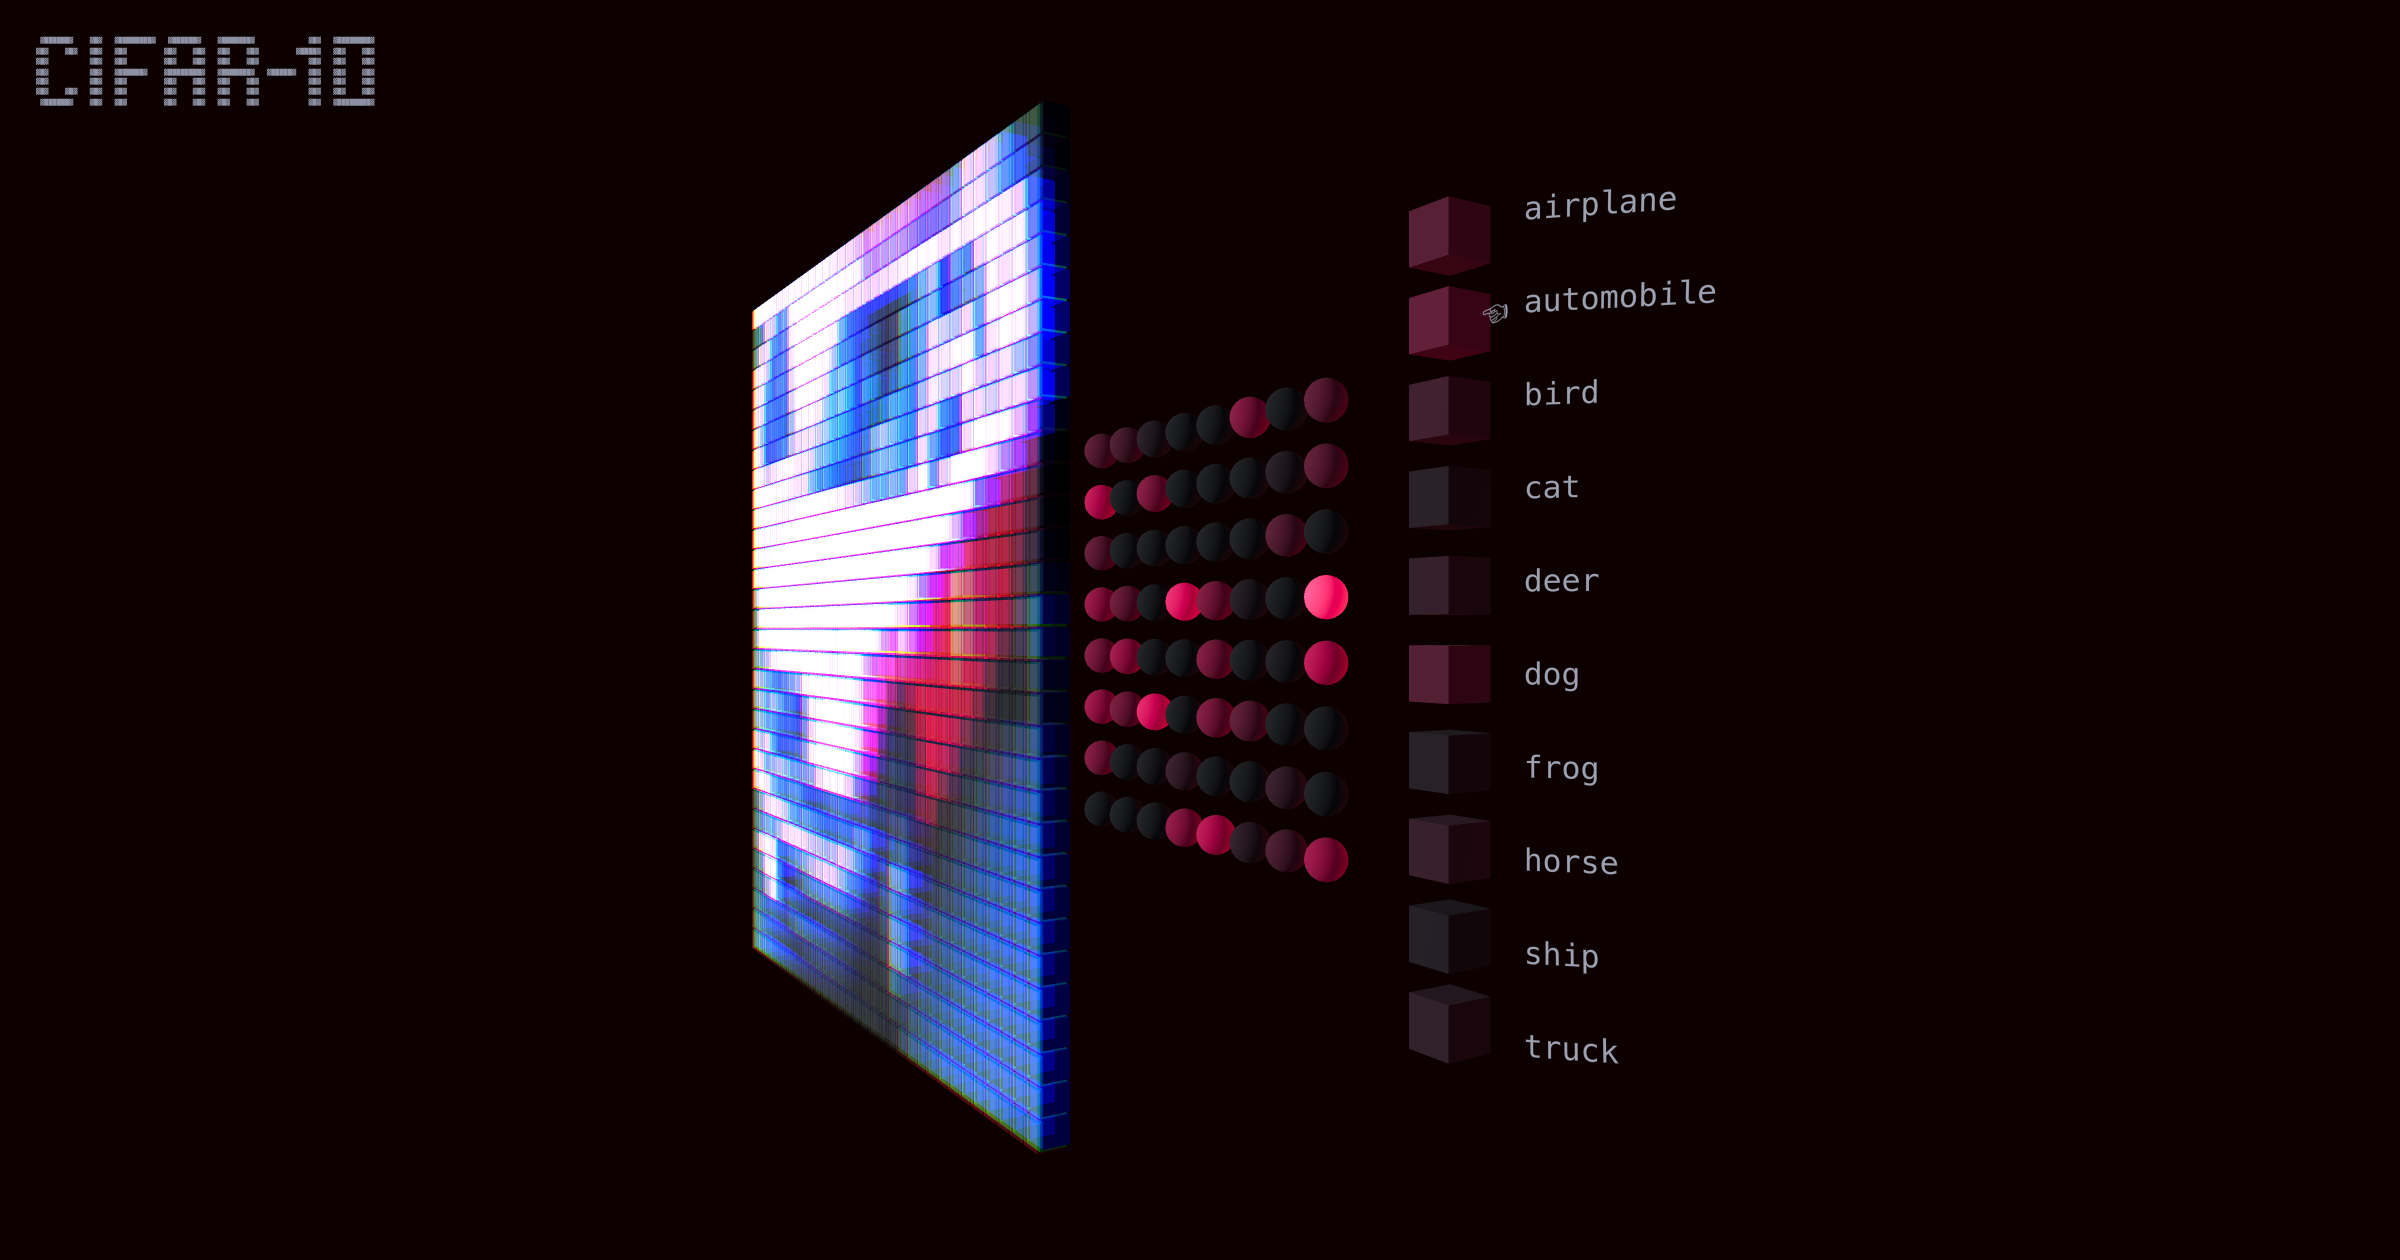 CIFAR-10
airplane
automobile
bird
cat
deer
dog
frog
horse
ship
truck